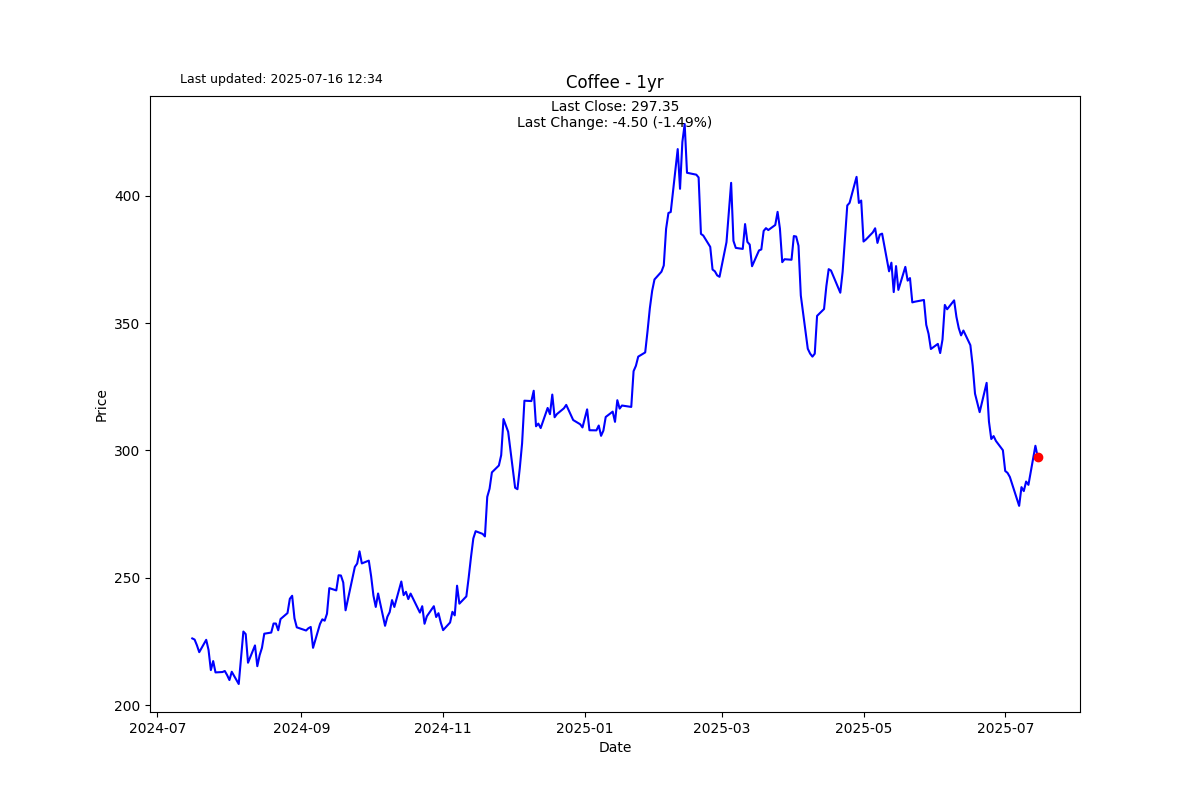 Last updated: 2025-07-16 12:34
Coffee - 1yr
Last Close: 297.35
Last Change: -4.50 (-1.49%)
400
350
300
250
200
Price
2024-07
2024-09
2024-11
2025-01
2025-03
2025-05
2025-07
Date